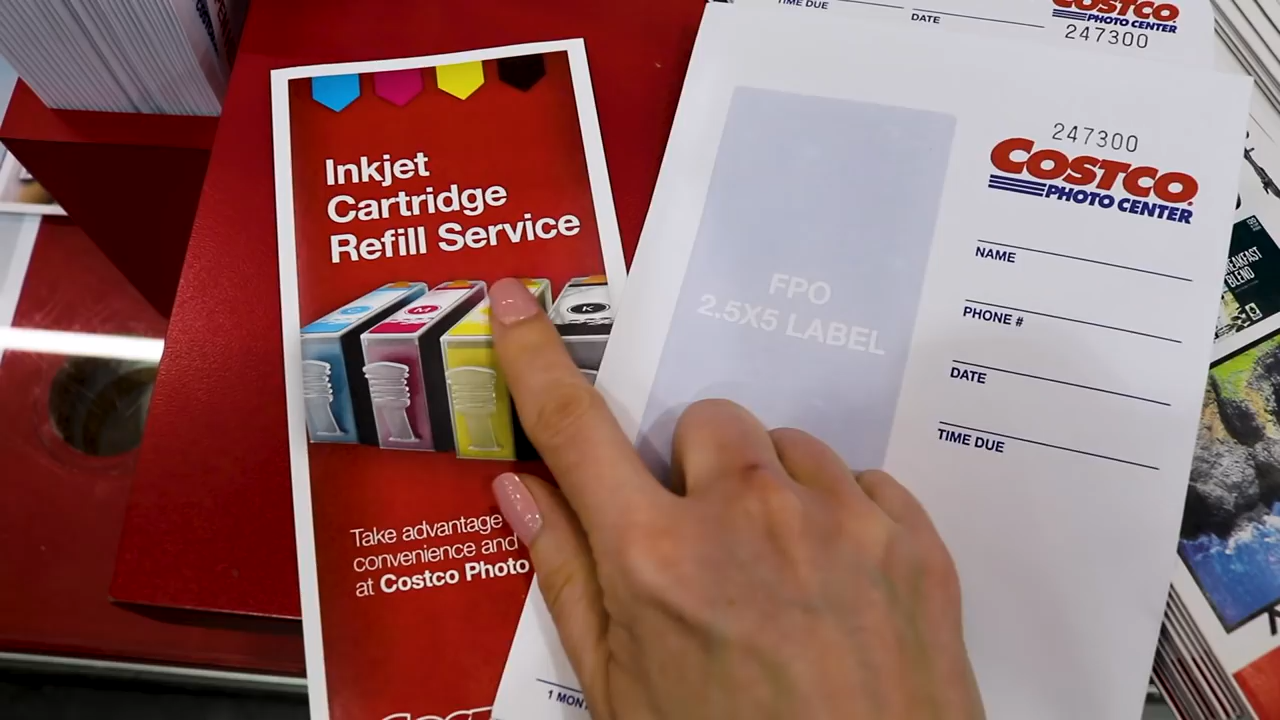 TIME DUE
DATE
COSTCO
PHOTO CENTER
247300
Inkjet
Cartridge
Refill Service
C
M
K
Take advantage
convenience and
at Costco Photo
247300
COSTCO
PHOTO CENTER
NAME
PHONE #
DATE
TIME DUE
FPO
2.5X5 LABEL
BLEND